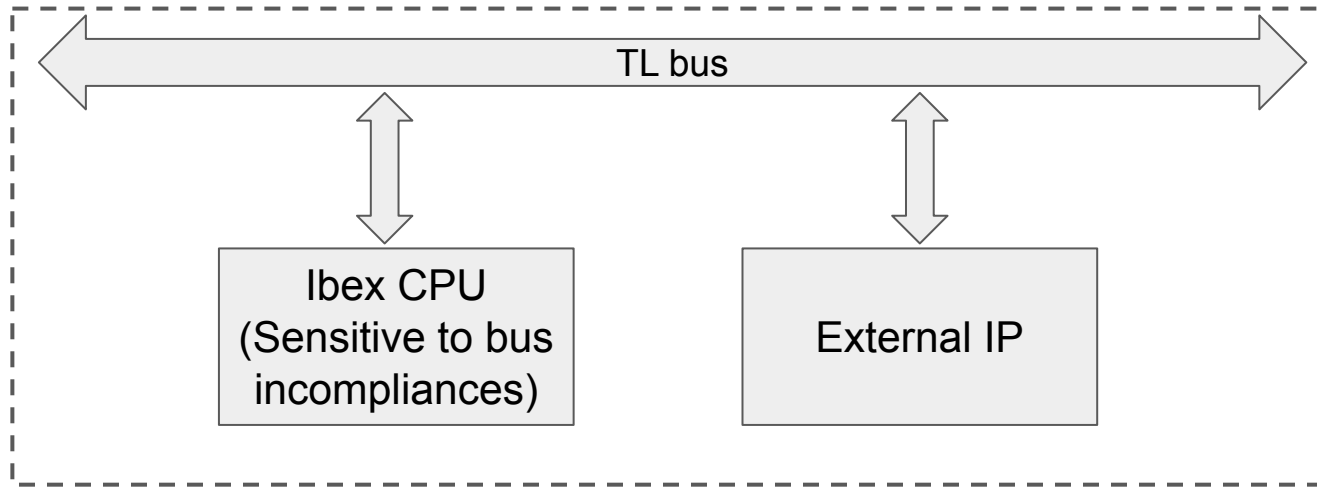 TL bus
Ibex CPU
(Sensitive to bus
incompliances)
External IP